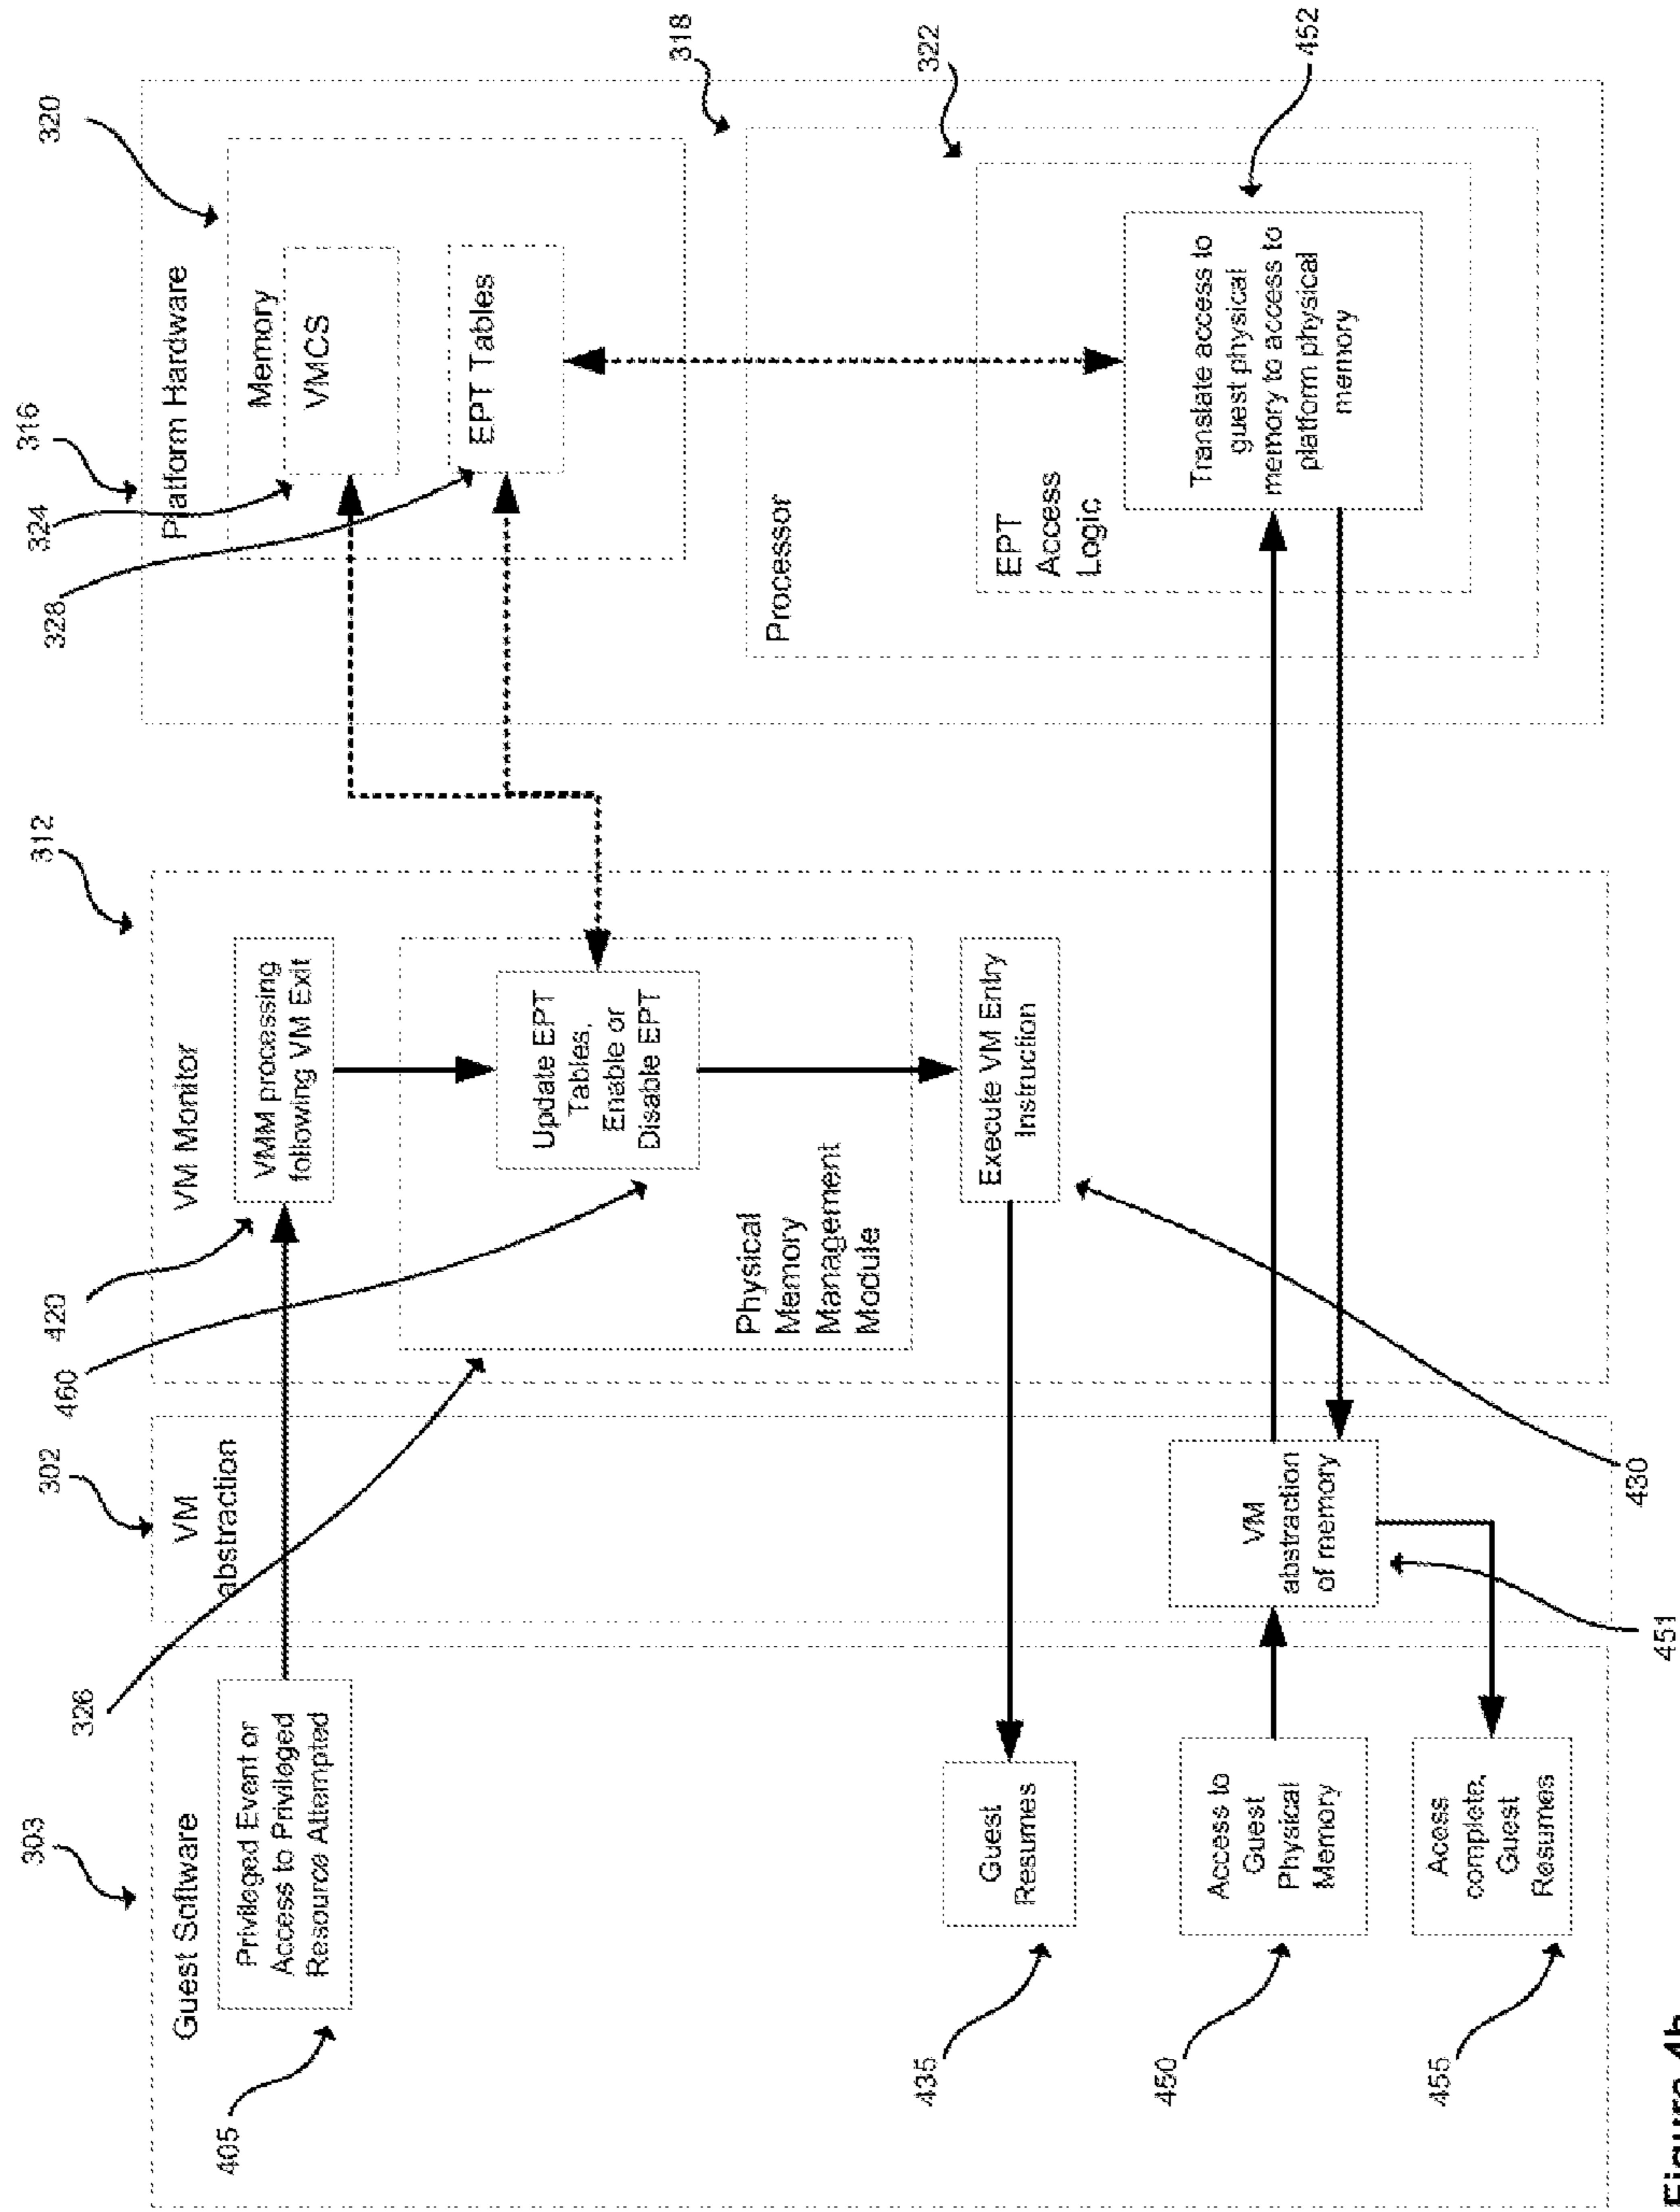 303
Guest Software
Privileged Event or
Access to Privileged
Resource Attempted
405
435
Guest
Resumes
450
Access to
Guest
Physical
Memory
455
Acess
complete,
Guest
Resumes
302
VM
abstraction
326
VM
abstraction
of memory
451
312
VM Monitor
420
VMM processing
following VM Exit
460
Update EPT
Tables,
Enable or
Disable EPT
Physical
Memory
Management
Module
Execute VM Entry
Instruction
430
316
Platform Hardware
320
Memory
324
VMCS
328
EPT Tables
318
Processor
322
EPT
Access
Logic
Translate access to
guest physical
memory to access to
platform physical
memory
452
Figure 4b